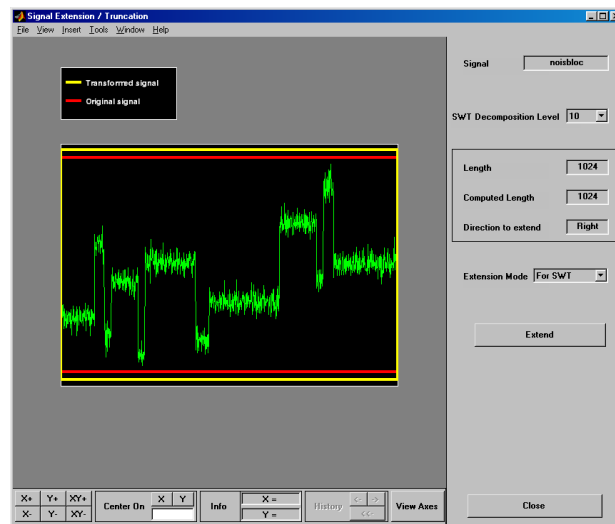 Signal Extension / Truncation
File View Insert Tools Window Help
Transformed signal
Original signal
Signal noisbloc
SWT Decomposition Level 10
Length 1024
Computed Length 1024
Direction to extend Right
Extension Mode For SWT
Extend
X+ Y+ XY+
X- Y- XY-
Center On X Y
Info X =
Y =
History <- ->
<<-
View Axes
Close